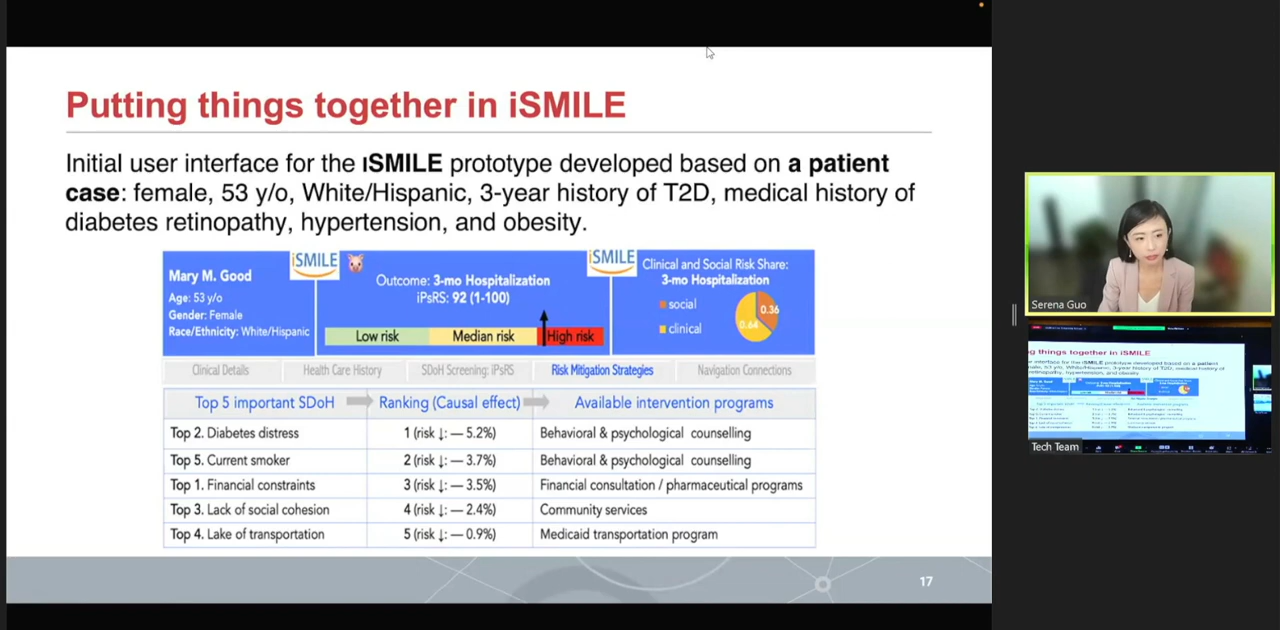 Putting things together in iSMILE
Initial user interface for the iSMILE prototype developed based on a patient
case: female, 53 y/o, White/Hispanic, 3-year history of T2D, medical history of
diabetes retinopathy, hypertension, and obesity.
Mary M. Good
Age: 53 y/o
Gender: Female
Race/Ethnicity: White/Hispanic
iSMILE
Outcome: 3-mo Hospitalization
iPsRS: 92 (1-100)
Low risk Median risk High risk
iSMILE
Clinical and Social Risk Share:
3-mo Hospitalization
social
clinical
0.36
0.64
Clinical Details Health Care History SDoH Screening: iPsRS Risk Mitigation Strategies Navigation Connections
Top 5 important SDoH Ranking (Causal effect) Available intervention programs
Top 2. Diabetes distress 1 (risk ↓: — 5.2%) Behavioral & psychological counselling
Top 5. Current smoker 2 (risk ↓: — 3.7%) Behavioral & psychological counselling
Top 1. Financial constraints 3 (risk ↓: — 3.5%) Financial consultation / pharmaceutical programs
Top 3. Lack of social cohesion 4 (risk ↓: — 2.4%) Community services
Top 4. Lake of transportation 5 (risk ↓: — 0.9%) Medicaid transportation program
17
Serena Guo
g things together in iSMILE
Tech Team